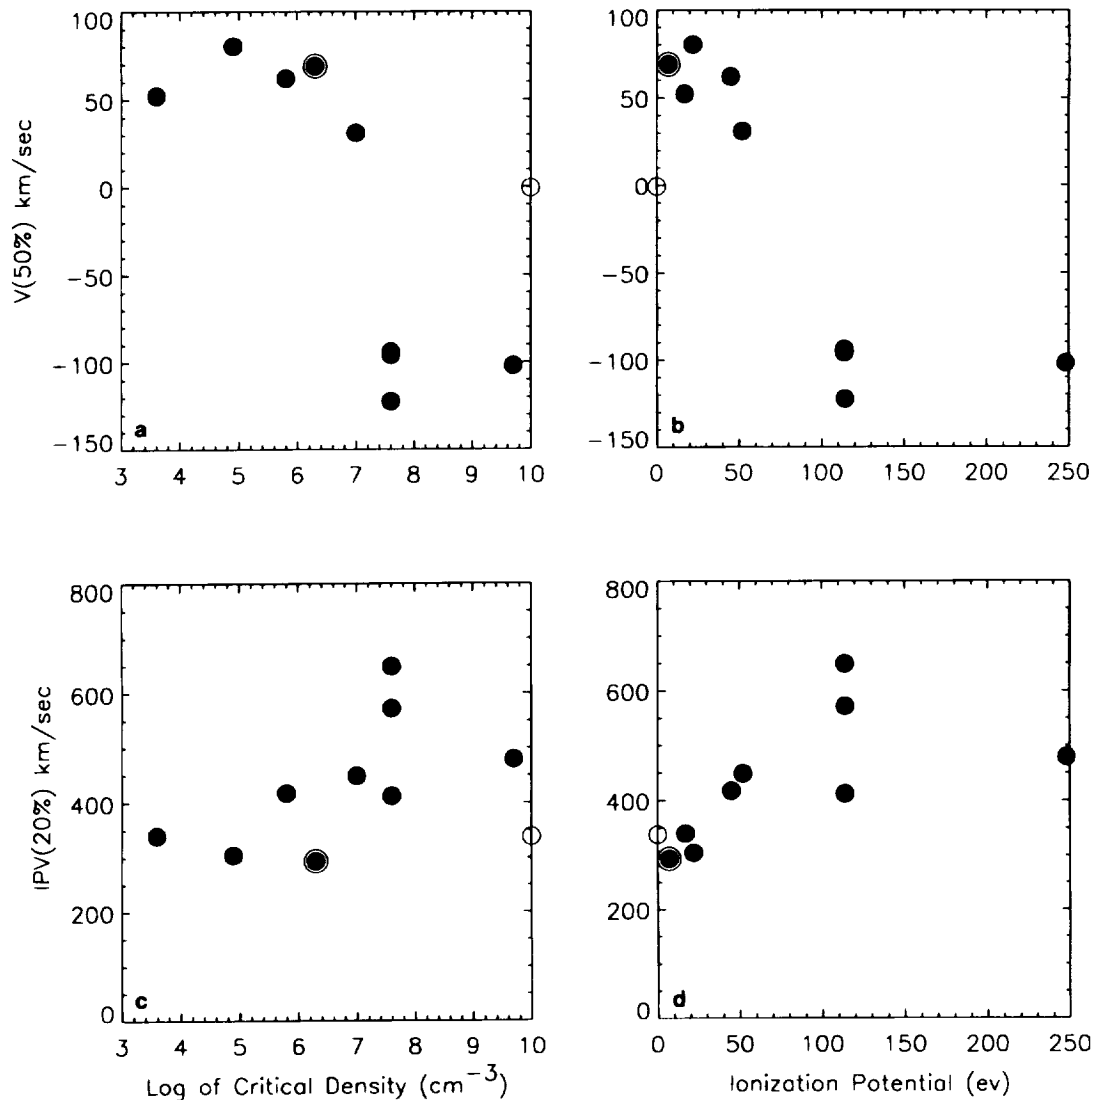 100
50
0
−50
−100
−150
V(50%) km/sec
a
3 4 5 6 7 8 9 10
100
50
0
−50
−100
−150
b
0 50 100 150 200 250
800
600
400
200
0
IPV(20%) km/sec
c
3 4 5 6 7 8 9 10
Log of Critical Density (cm−3)
800
600
400
200
0
d
0 50 100 150 200 250
Ionization Potential (ev)